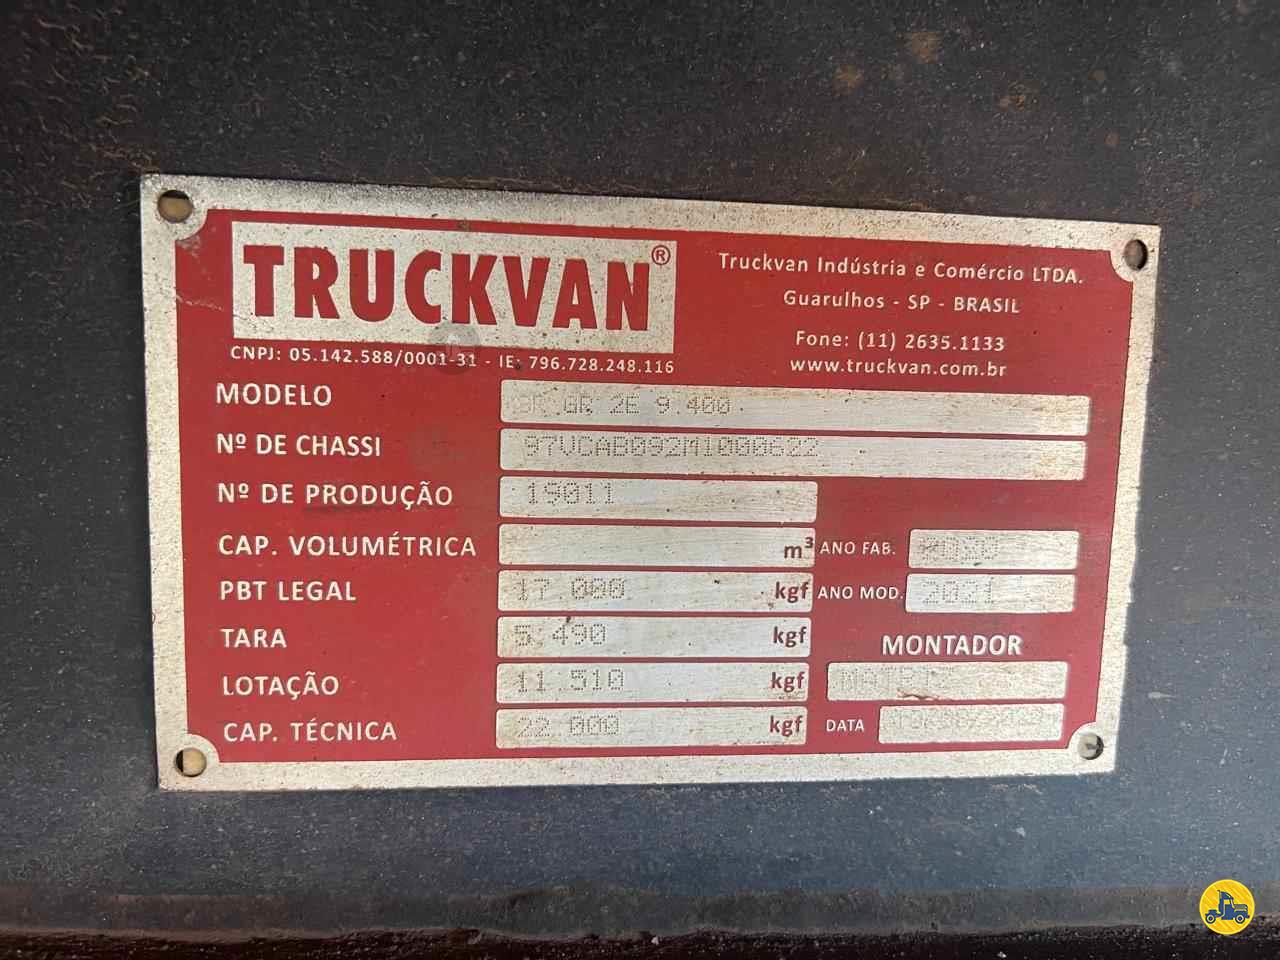 TRUCKVAN®
CNPJ: 05.142.588/0001-31 - IE: 796.728.248.116
Truckvan Indústria e Comércio LTDA.
Guarulhos - SP - BRASIL
Fone: (11) 2635.1133
www.truckvan.com.br
MODELO GR 2E 9.400
Nº DE CHASSI 97VCAB092M1000622
Nº DE PRODUÇÃO 19011
CAP. VOLUMÉTRICA m³ ANO FAB. 2020
PBT LEGAL 17.000 kgf ANO MOD. 2021
TARA 5.490 kgf MONTADOR
LOTAÇÃO 11.510 kgf MATRIZ
CAP. TÉCNICA 22.000 kgf DATA